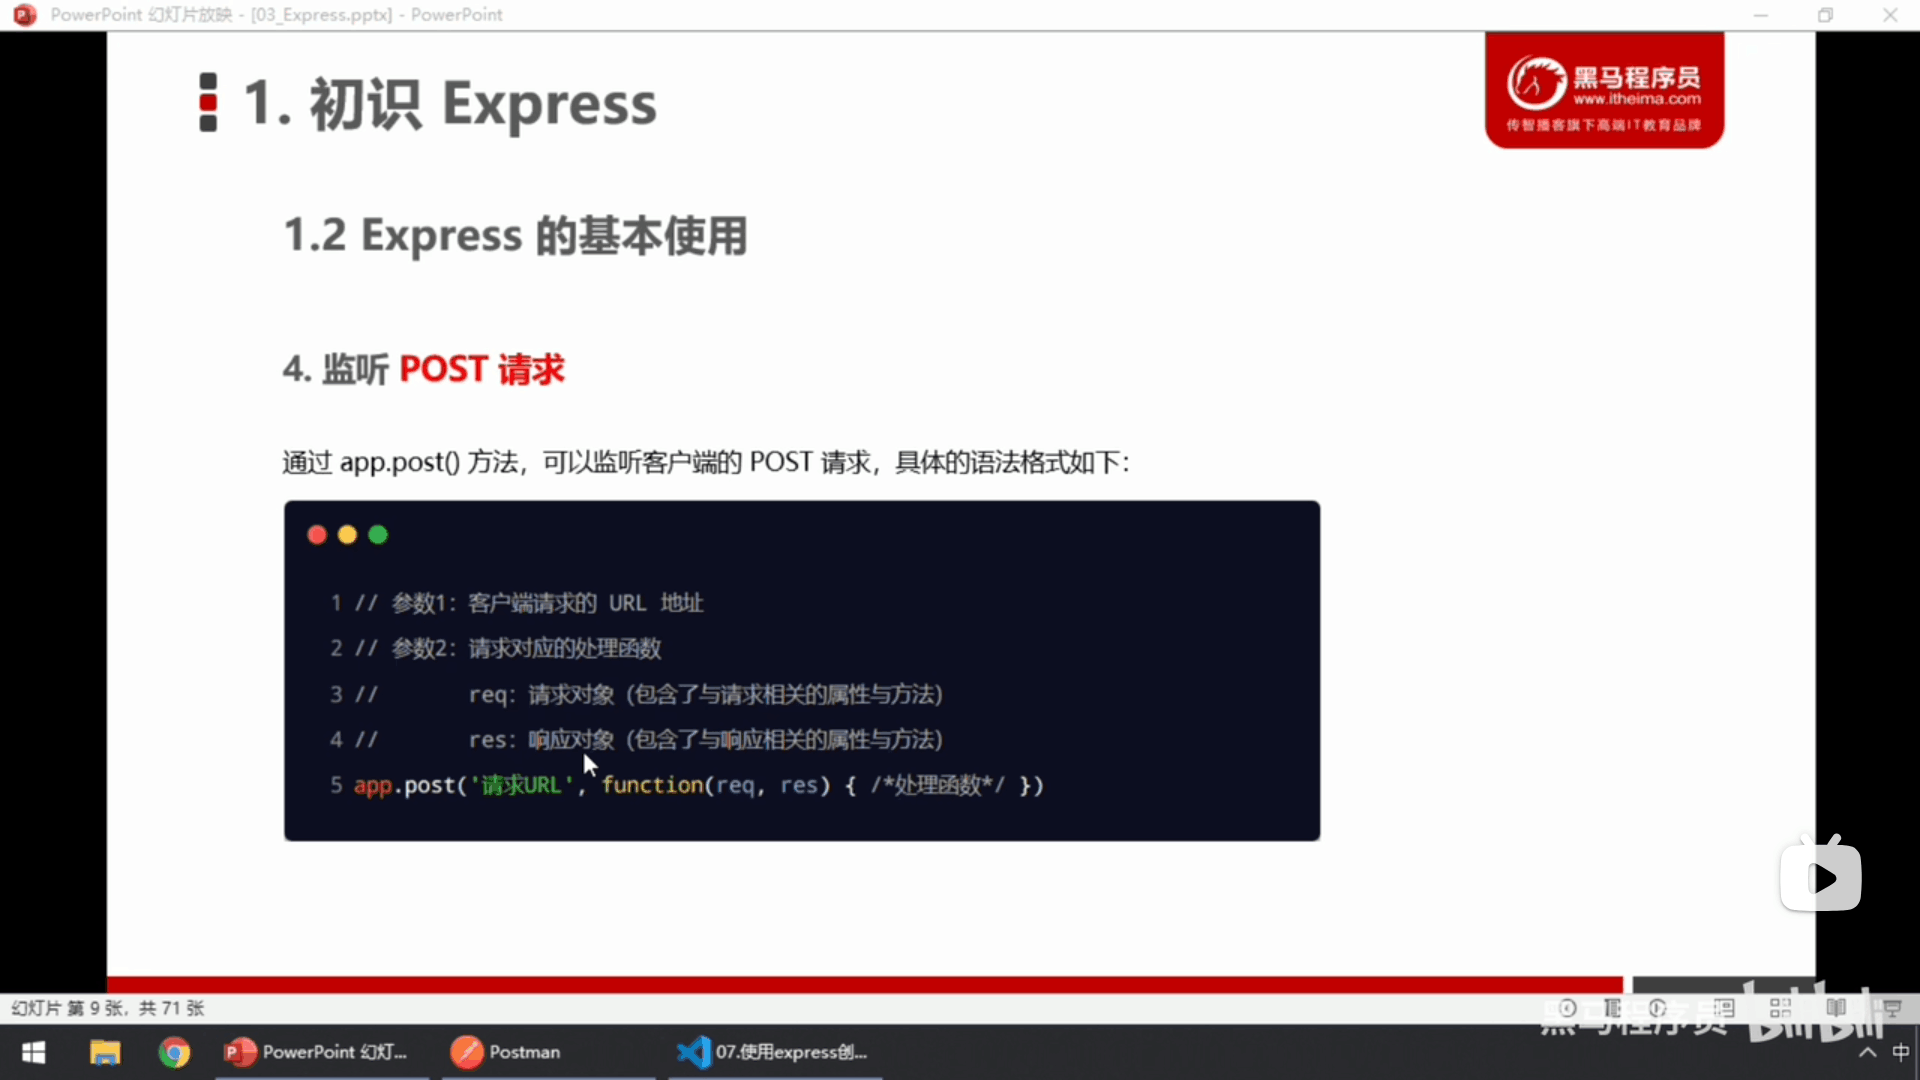 PowerPoint 幻灯片放映 - [03_Express.pptx] - PowerPoint
1. 初识 Express
黑马程序员
www.itheima.com
传智播客旗下高端IT教育品牌
1.2 Express 的基本使用
4. 监听 POST 请求
通过 app.post() 方法，可以监听客户端的 POST 请求，具体的语法格式如下：
1 // 参数1：客户端请求的 URL 地址
2 // 参数2：请求对应的处理函数
3 //       req：请求对象（包含了与请求相关的属性与方法）
4 //       res：响应对象（包含了与响应相关的属性与方法）
5 app.post('请求URL', function(req, res) { /*处理函数*/ })
幻灯片 第 9 张，共 71 张
黑马程序员 bilibili
PowerPoint 幻灯...
Postman
07.使用express创...
中